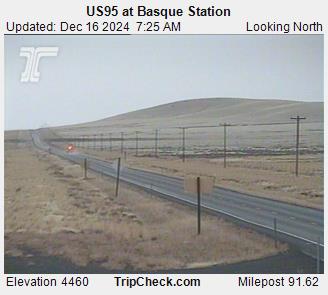 US95 at Basque Station
Updated: Dec 16 2024 7:25 AM Looking North
Elevation 4460 TripCheck.com Milepost 91.62